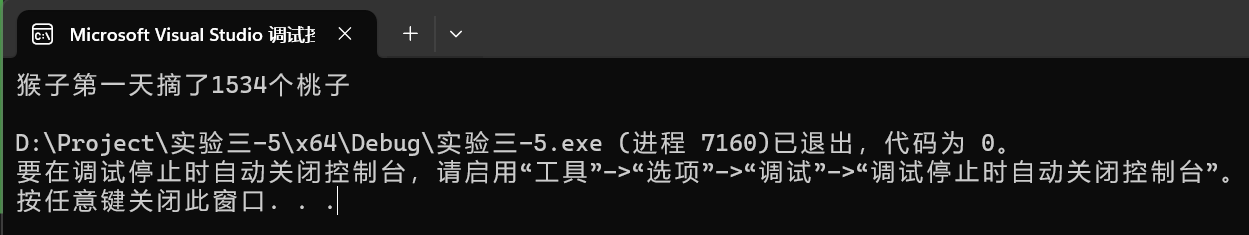 Microsoft Visual Studio 调试控
猴子第一天摘了1534个桃子
D:\Project\实验三-5\x64\Debug\实验三-5.exe (进程 7160)已退出，代码为 0。
要在调试停止时自动关闭控制台，请启用“工具”->“选项”->“调试”->“调试停止时自动关闭控制台”。
按任意键关闭此窗口. . .